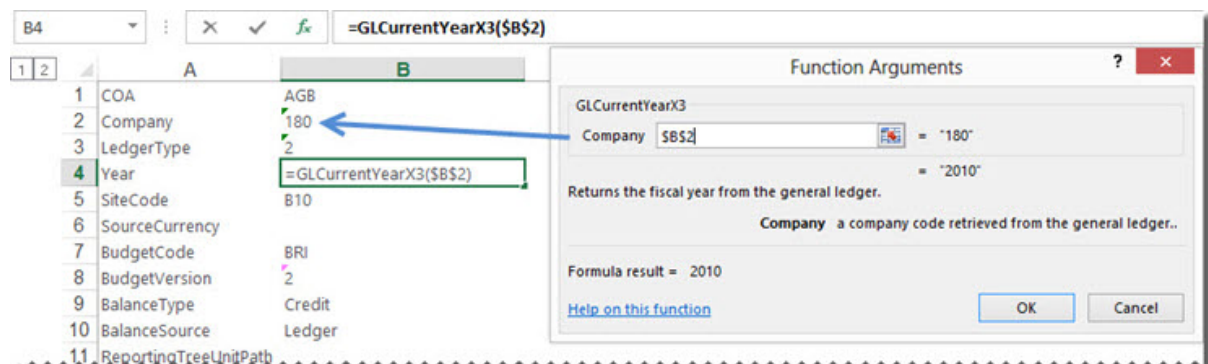 B4 fx =GLCurrentYearX3($B$2)
1 2 A B
1 COA AGB
2 Company 180
3 LedgerType 2
4 Year =GLCurrentYearX3($B$2)
5 SiteCode B10
6 SourceCurrency
7 BudgetCode BRI
8 BudgetVersion 2
9 BalanceType Credit
10 BalanceSource Ledger
11 ReportingTreeUnitPath
Function Arguments ?
GLCurrentYearX3
Company $B$2 = "180"
= "2010"
Returns the fiscal year from the general ledger.
Company a company code retrieved from the general ledger..
Formula result = 2010
Help on this function OK Cancel